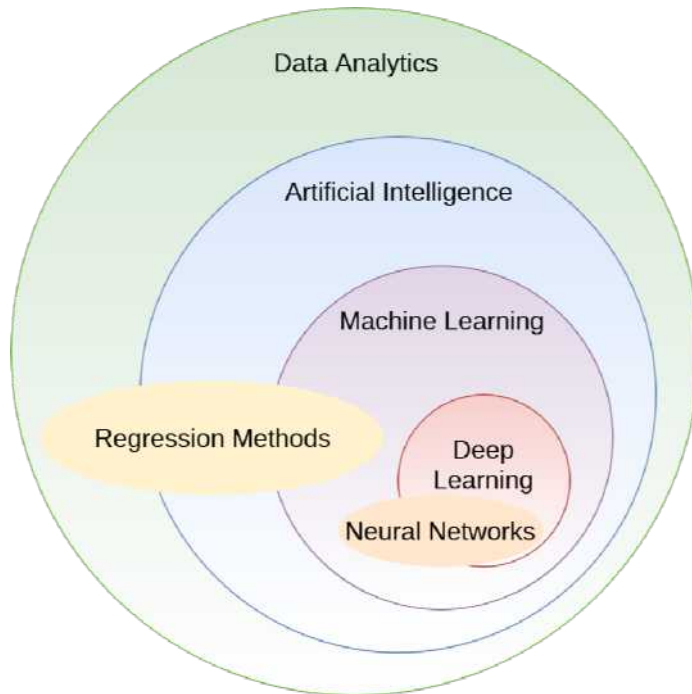 Data Analytics
Artificial Intelligence
Machine Learning
Regression Methods
Deep
Learning
Neural Networks